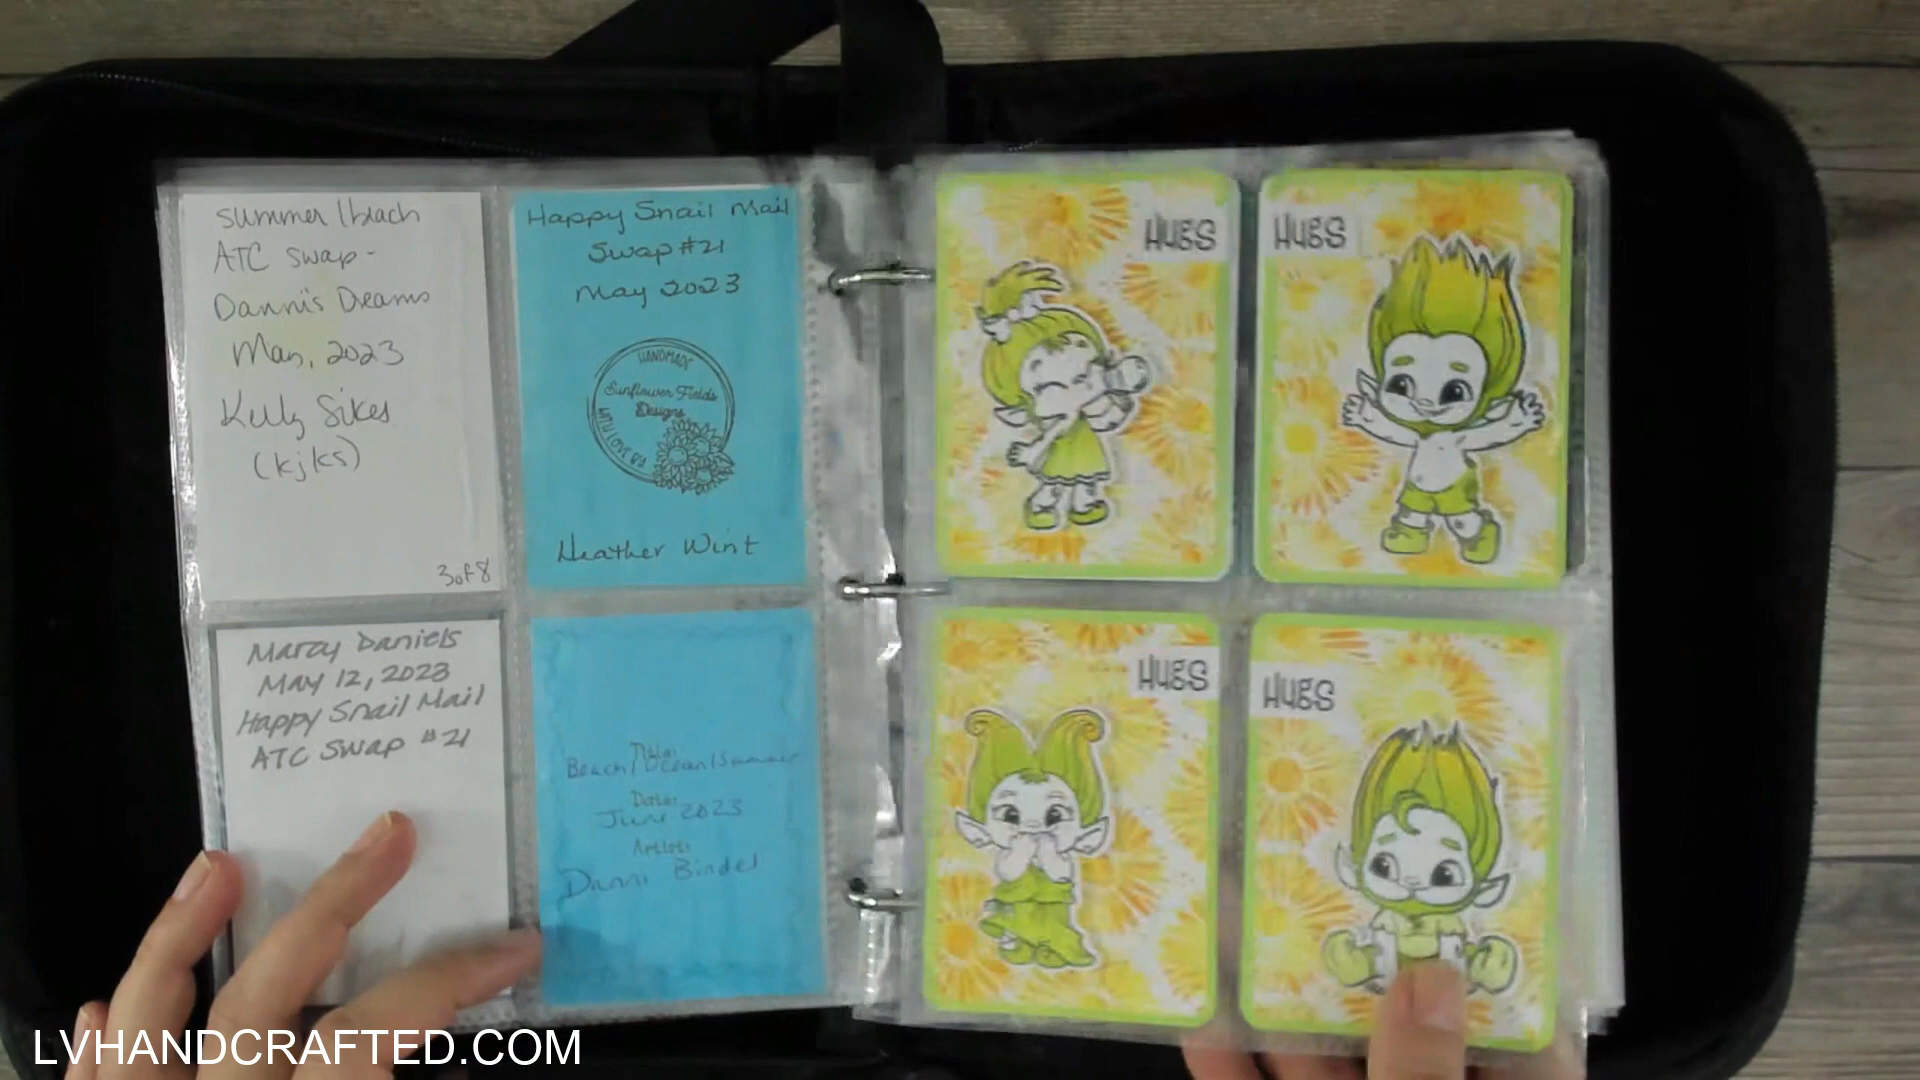 summer/beach
ATC swap-
Danni's Dreams
May, 2023
Kelly Sikes
(kjks)
3 of 8
Happy Snail Mail
Swap #21
May 2023
HANDMADE
Sunflower Fields
Designs
WITH LOVE BY
Heather Wint
Marcy Daniels
May 12, 2023
Happy Snail Mail
ATC Swap #21
Title:
Beach/Ocean/Summer
Date:
June 2023
Artist:
Danni Bindel
HUGS
HUGS
HUGS
HUGS
LVHANDCRAFTED.COM